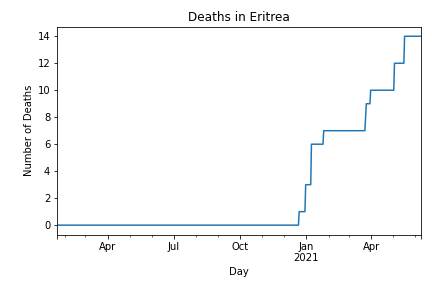 Deaths in Eritrea
Number of Deaths
14
12
10
8
6
4
2
0
Apr
Jul
Oct
Jan
2021
Apr
Day